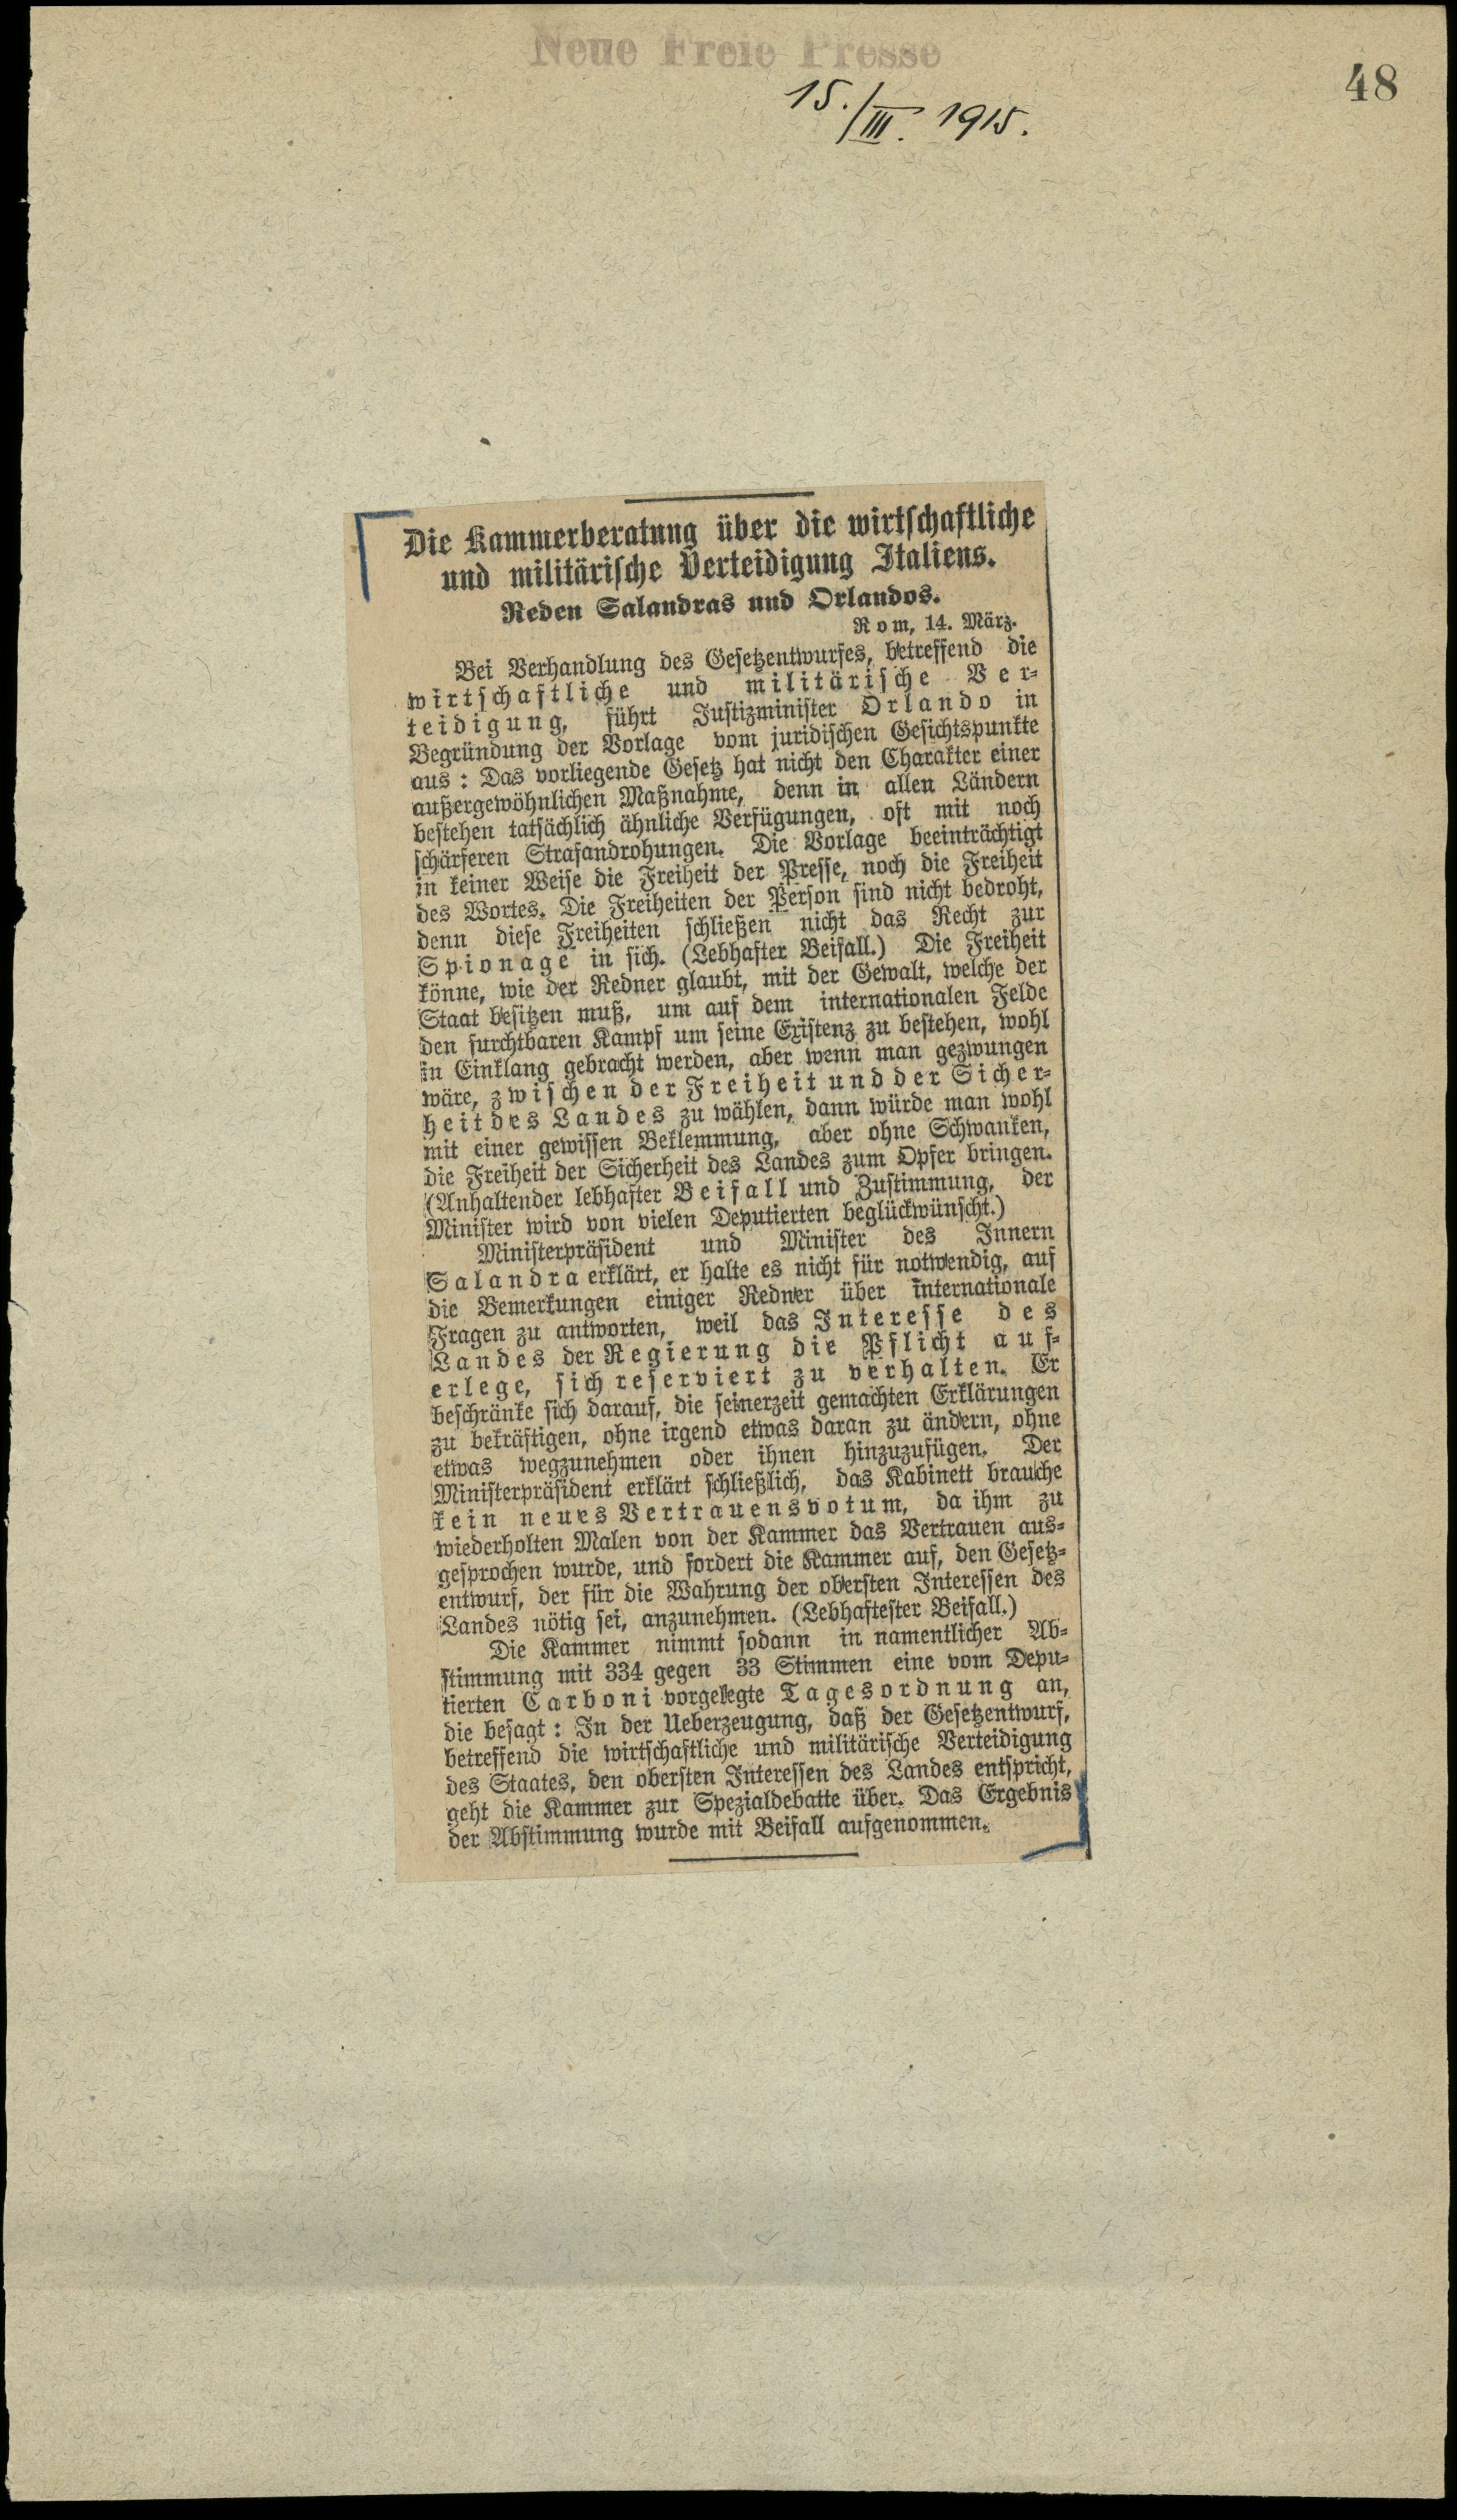 Neue Freie Presse
48
15./III. 1915.
Die Kammerberatung über die wirtschaftliche
und militärische Verteidigung Italiens.
Reden Salandras und Orlandos.
Rom, 14. März.
Bei Verhandlung des Gesetzentwurfes, betreffend die
wirtschaftliche und militärische Ver-
teidigung, führt Justizminister Orlando in
Begründung der Vorlage vom juridischen Gesichtspunkte
aus: Das vorliegende Gesetz hat nicht den Charakter einer
außergewöhnlichen Maßnahme, denn in allen Ländern
bestehen tatsächlich ähnliche Verfügungen, oft mit noch
schärferen Strafandrohungen. Die Vorlage beeinträchtigt
in keiner Weise die Freiheit der Presse, noch die Freiheit
des Wortes. Die Freiheiten der Person sind nicht bedroht,
denn diese Freiheiten schließen nicht das Recht zur
Spionage in sich. (Lebhafter Beifall.) Die Freiheit
könne, wie der Redner glaubt, mit der Gewalt, welche der
Staat besitzen muß, um auf dem internationalen Felde
den furchtbaren Kampf um seine Existenz zu bestehen, wohl
in Einklang gebracht werden, aber wenn man gezwungen
wäre, zwischen der Freiheit und der Sicher-
heit des Landes zu wählen, dann würde man wohl
mit einer gewissen Beklemmung, aber ohne Schwanken,
die Freiheit der Sicherheit des Landes zum Opfer bringen.
(Anhaltender lebhafter Beifall und Zustimmung, der
Minister wird von vielen Deputierten beglückwünscht.)
Ministerpräsident und Minister des Innern
Salandra erklärt, er halte es nicht für notwendig, auf
die Bemerkungen einiger Redner über internationale
Fragen zu antworten, weil das Interesse des
Landes der Regierung die Pflicht auf-
erlege, sich reserviert zu verhalten. Er
beschränke sich darauf, die seinerzeit gemachten Erklärungen
zu bekräftigen, ohne irgend etwas daran zu ändern, ohne
etwas wegzunehmen oder ihnen hinzuzufügen. Der
Ministerpräsident erklärt schließlich, das Kabinett brauche
kein neues Vertrauensvotum, da ihm zu
wiederholten Malen von der Kammer das Vertrauen aus-
gesprochen wurde, und fordert die Kammer auf, den Gesetz-
entwurf, der für die Wahrung der obersten Interessen des
Landes nötig sei, anzunehmen. (Lebhaftester Beifall.)
Die Kammer nimmt sodann in namentlicher Ab-
stimmung mit 334 gegen 33 Stimmen eine vom Depu-
tierten Carboni vorgelegte Tagesordnung an,
die besagt: In der Ueberzeugung, daß der Gesetzentwurf,
betreffend die wirtschaftliche und militärische Verteidigung
des Staates, den obersten Interessen des Landes entspricht,
geht die Kammer zur Spezialdebatte über. Das Ergebnis
der Abstimmung wurde mit Beifall aufgenommen.